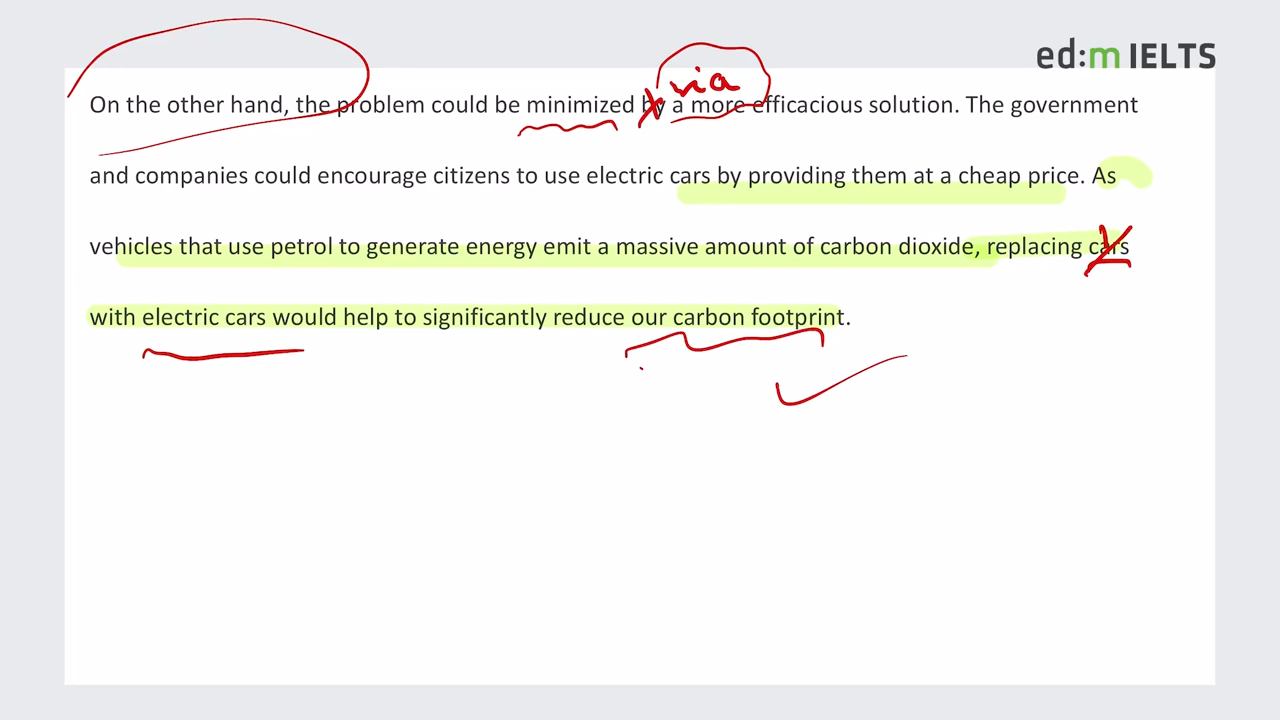 ed:m IELTS
via
On the other hand, the problem could be minimized by a more efficacious solution. The government
and companies could encourage citizens to use electric cars by providing them at a cheap price. As
vehicles that use petrol to generate energy emit a massive amount of carbon dioxide, replacing cars
with electric cars would help to significantly reduce our carbon footprint.